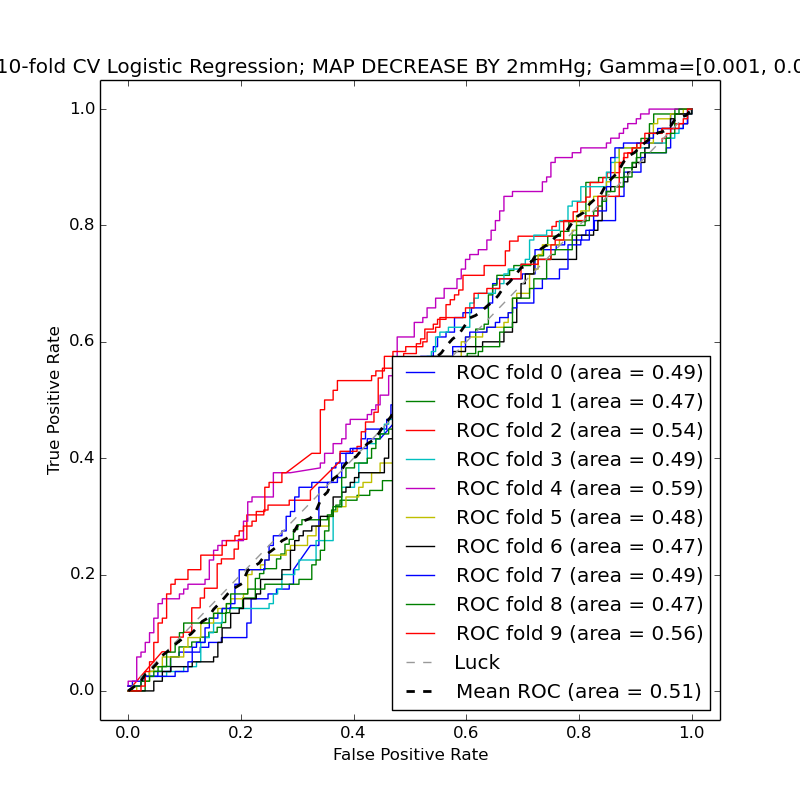 10-fold CV Logistic Regression; MAP DECREASE BY 2mmHg; Gamma=[0.001, 0.0
1.0
0.8
0.6
0.4
0.2
0.0
True Positive Rate
ROC fold 0 (area = 0.49)
ROC fold 1 (area = 0.47)
ROC fold 2 (area = 0.54)
ROC fold 3 (area = 0.49)
ROC fold 4 (area = 0.59)
ROC fold 5 (area = 0.48)
ROC fold 6 (area = 0.47)
ROC fold 7 (area = 0.49)
ROC fold 8 (area = 0.47)
ROC fold 9 (area = 0.56)
Luck
Mean ROC (area = 0.51)
0.0 0.2 0.4 0.6 0.8 1.0
False Positive Rate